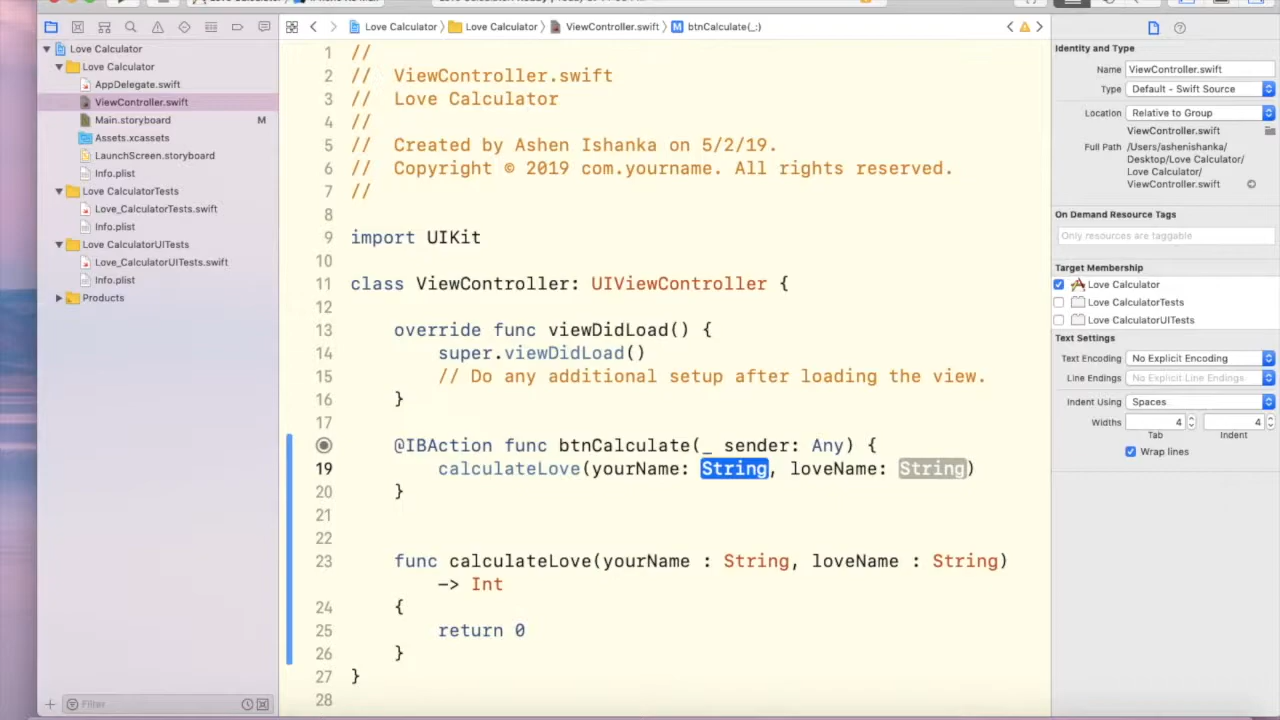 Love Calculator
Love Calculator
AppDelegate.swift
ViewController.swift
Main.storyboard
M
Assets.xcassets
LaunchScreen.storyboard
Info.plist
Love CalculatorTests
Love_CalculatorTests.swift
Info.plist
Love CalculatorUITests
Love_CalculatorUITests.swift
Info.plist
Products
Filter
Love Calculator
Love Calculator
ViewController.swift
M
btnCalculate(_:)
1 //
2 //  ViewController.swift
3 //  Love Calculator
4 //
5 //  Created by Ashen Ishanka on 5/2/19.
6 //  Copyright © 2019 com.yourname. All rights reserved.
7 //
8
9 import UIKit
10
11 class ViewController: UIViewController {
12
13     override func viewDidLoad() {
14         super.viewDidLoad()
15         // Do any additional setup after loading the view.
16     }
17
@IBAction func btnCalculate(_ sender: Any) {
19         calculateLove(yourName: String, loveName: String)
20     }
21
22
23     func calculateLove(yourName : String, loveName : String)
-> Int
24     {
25         return 0
26     }
27 }
28
Identity and Type
Name ViewController.swift
Type Default - Swift Source
Location Relative to Group
ViewController.swift
Full Path /Users/ashenishanka/
Desktop/Love Calculator/
Love Calculator/
ViewController.swift
On Demand Resource Tags
Only resources are taggable
Target Membership
Love Calculator
Love CalculatorTests
Love CalculatorUITests
Text Settings
Text Encoding No Explicit Encoding
Line Endings No Explicit Line Endings
Indent Using Spaces
Widths 4 4
Tab Indent
Wrap lines